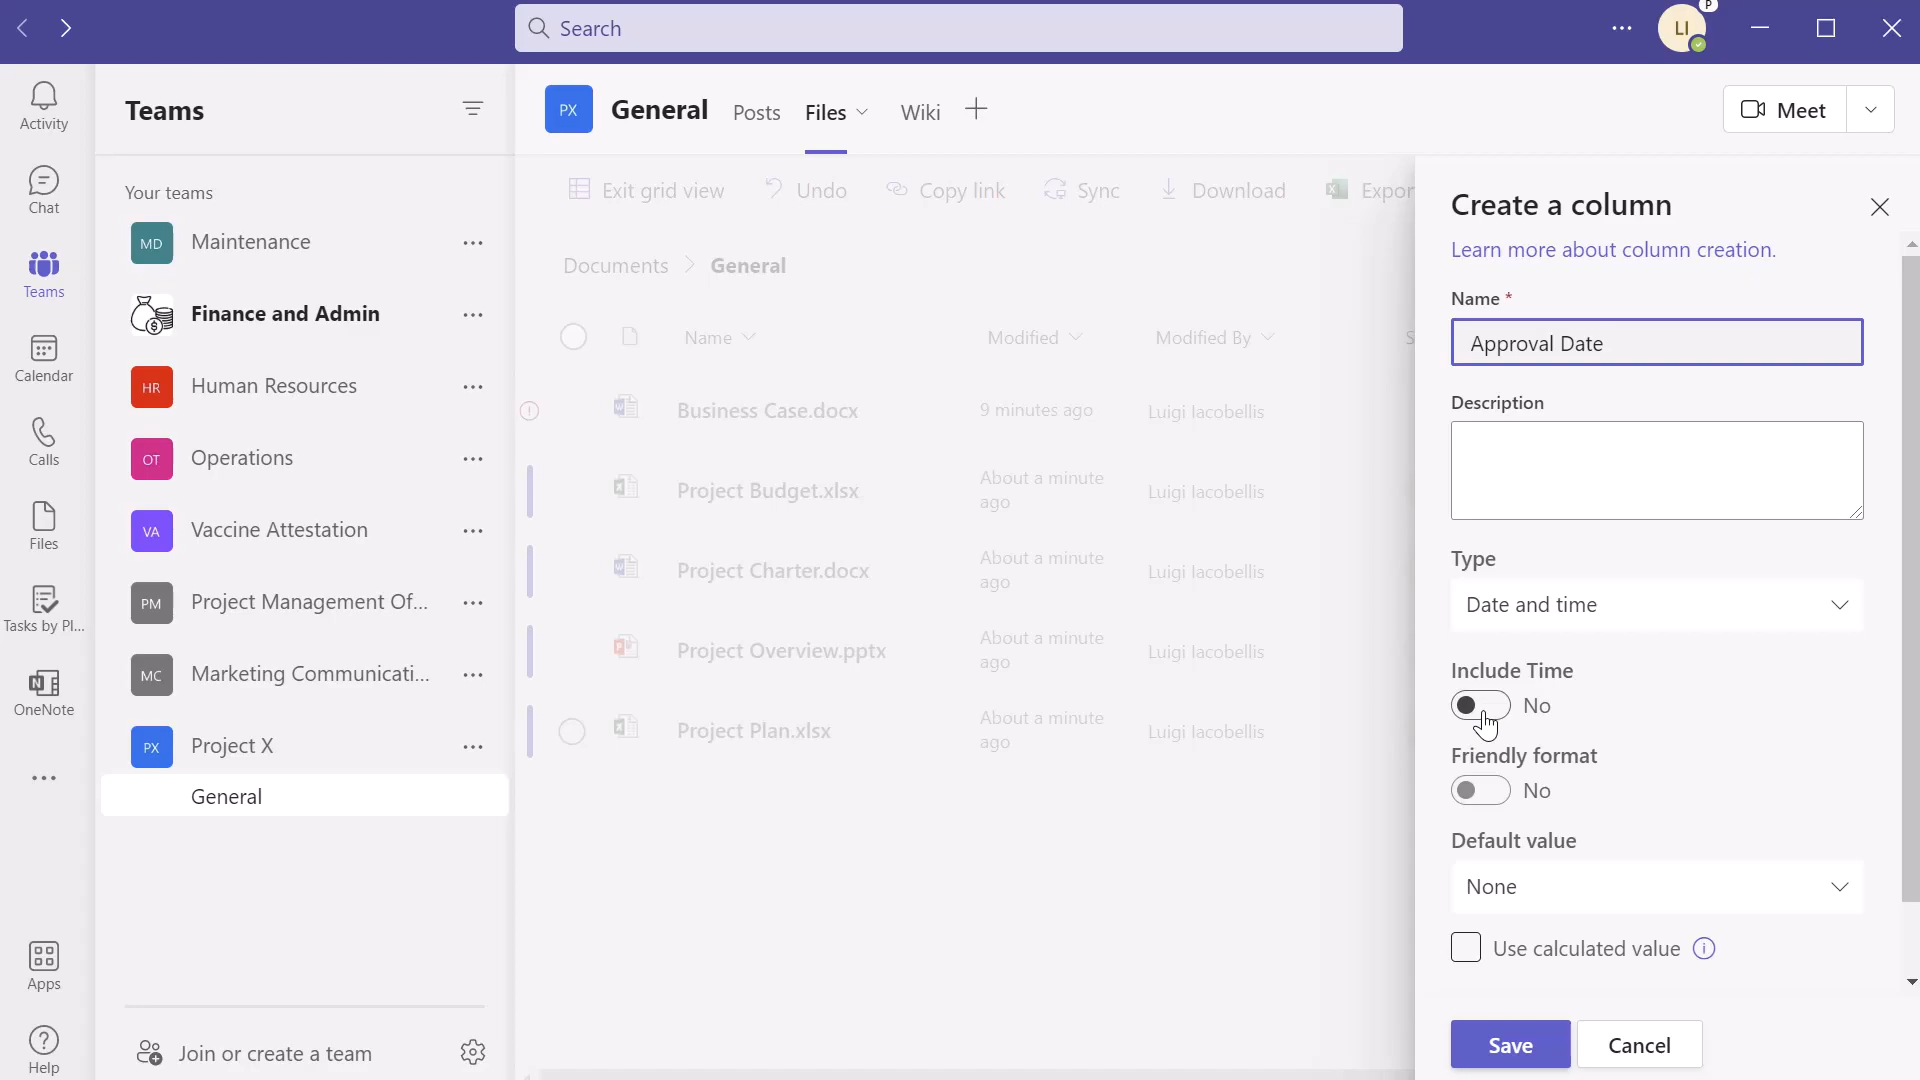 Search
LI
P
Activity
Chat
Teams
Calendar
Calls
Files
Tasks by Pl...
OneNote
Apps
Help
Teams
Your teams
MD Maintenance
Finance and Admin
HR Human Resources
OT Operations
VA Vaccine Attestation
PM Project Management Of...
MC Marketing Communicati...
PX Project X
General
Join or create a team
PX General Posts Files Wiki
Meet
Exit grid view Undo Copy link Sync Download Expor
Documents > General
Name Modified Modified By S
Business Case.docx 9 minutes ago Luigi Iacobellis
Project Budget.xlsx About a minute ago Luigi Iacobellis
Project Charter.docx About a minute ago Luigi Iacobellis
Project Overview.pptx About a minute ago Luigi Iacobellis
Project Plan.xlsx About a minute ago Luigi Iacobellis
Create a column
Learn more about column creation.
Name *
Approval Date
Description
Type
Date and time
Include Time
No
Friendly format
No
Default value
None
Use calculated value
Save Cancel